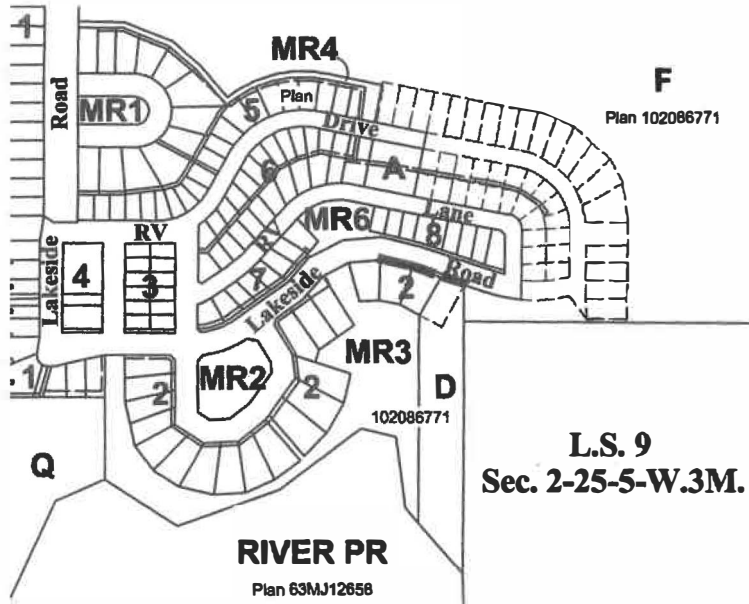 1
MR4
F
Plan 102086771
Road
MR1
5
Plan
Drive
6
A
MR6
Lane
8
RV
RV
Lakeside
4
3
7
Lakeside
Road
2
MR3
1
2
MR2
2
D
102086771
Q
L.S. 9
Sec. 2-25-5-W.3M.
RIVER PR
Plan 63MJ12658